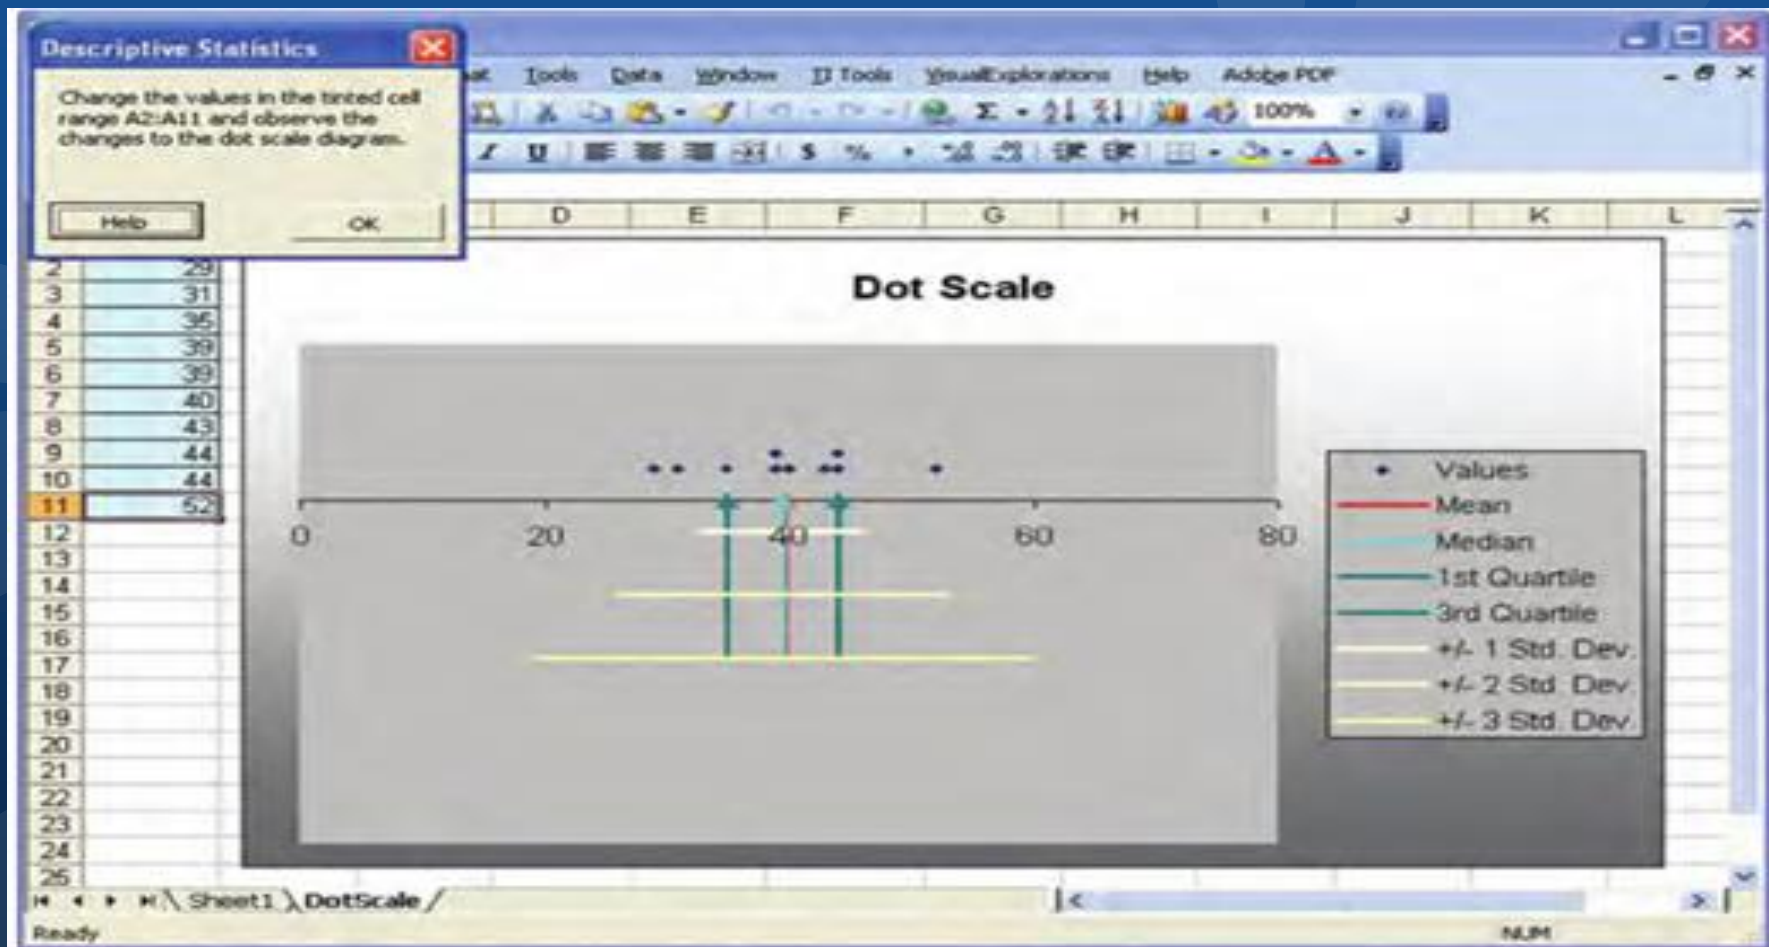 Descriptive Statistics
Change the values in the tinted cell
range A2:A11 and observe the
changes to the dot scale diagram.
Help
OK
Tools Data Window Tools VisualExplorations Help Adobe PDF
100%
D E F G H I J K L
2 29
3 31
4 35
5 39
6 39
7 40
8 43
9 44
10 44
11 52
12
13
14
15
16
17
18
19
20
21
22
23
24
25
Dot Scale
0 20 40 60 80
Values
Mean
Median
1st Quartile
3rd Quartile
+/- 1 Std. Dev.
+/- 2 Std. Dev.
+/- 3 Std. Dev.
Sheet1 DotScale
Ready
NUM